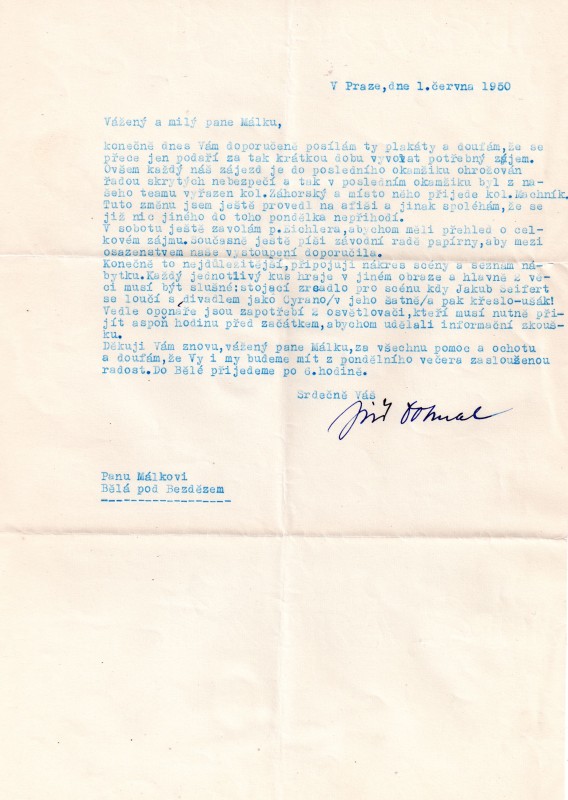 V Praze,dne 1.června 1950
Vážený a milý pane Málku,
konečně dnes Vám doporučeně posílám ty plakáty a doufám,že se
přece jen podaří za tak krátkou dobu vyvolat potřebný zájem.
Ovšem každý náš zájezd je do posledního okamžiku ohrožován
řadou skrytých nebezpečí a tak v posledním okamžiku byl z na-
šeho teamu vyřazen kol.Záhorský a místo něho přijede kol.Machník.
Tuto změnu jsem ještě provedl na afiši a jinak spoléhám,že se
již nic jiného do toho pondělka nepřihodí.
V sobotu ještě zavolám p.Eichlera,abychom měli přehled o cel-
kovém zájmu.Současně ještě píši závodní radě papírny,aby mezi
osazenstvem naše vystoupení doporučila.
Konečně to nejdůležitější,připojuji nákres scény a seznam ná-
bytku.Každý jednotlivý kus hraje v jiném obraze a hlavně 2 ve-
ci musí být slušné:stojací zrcadlo pro scénu kdy Jakub Seifert
se loučí s divadlem jako Cyrano/v jeho šatně/a pak křeslo-ušák!
Vedle oponáře jsou zapotřebí 2 osvětlovači,kteří musí nutně při-
jít aspoň hodinu před začátkem,abychom udělali informační zkouš-
ku.
Děkuji Vám znovu,vážený pane Málku,za všechnu pomoc a ochotu
a doufám,že Vy i my budeme mít z pondělního večera zaslouženou
radost.Do Bělé přijedeme po 6.hodině.
Srdečně Váš
Jiří Dohnal
Panu Málkovi
Bělá pod Bezdězem